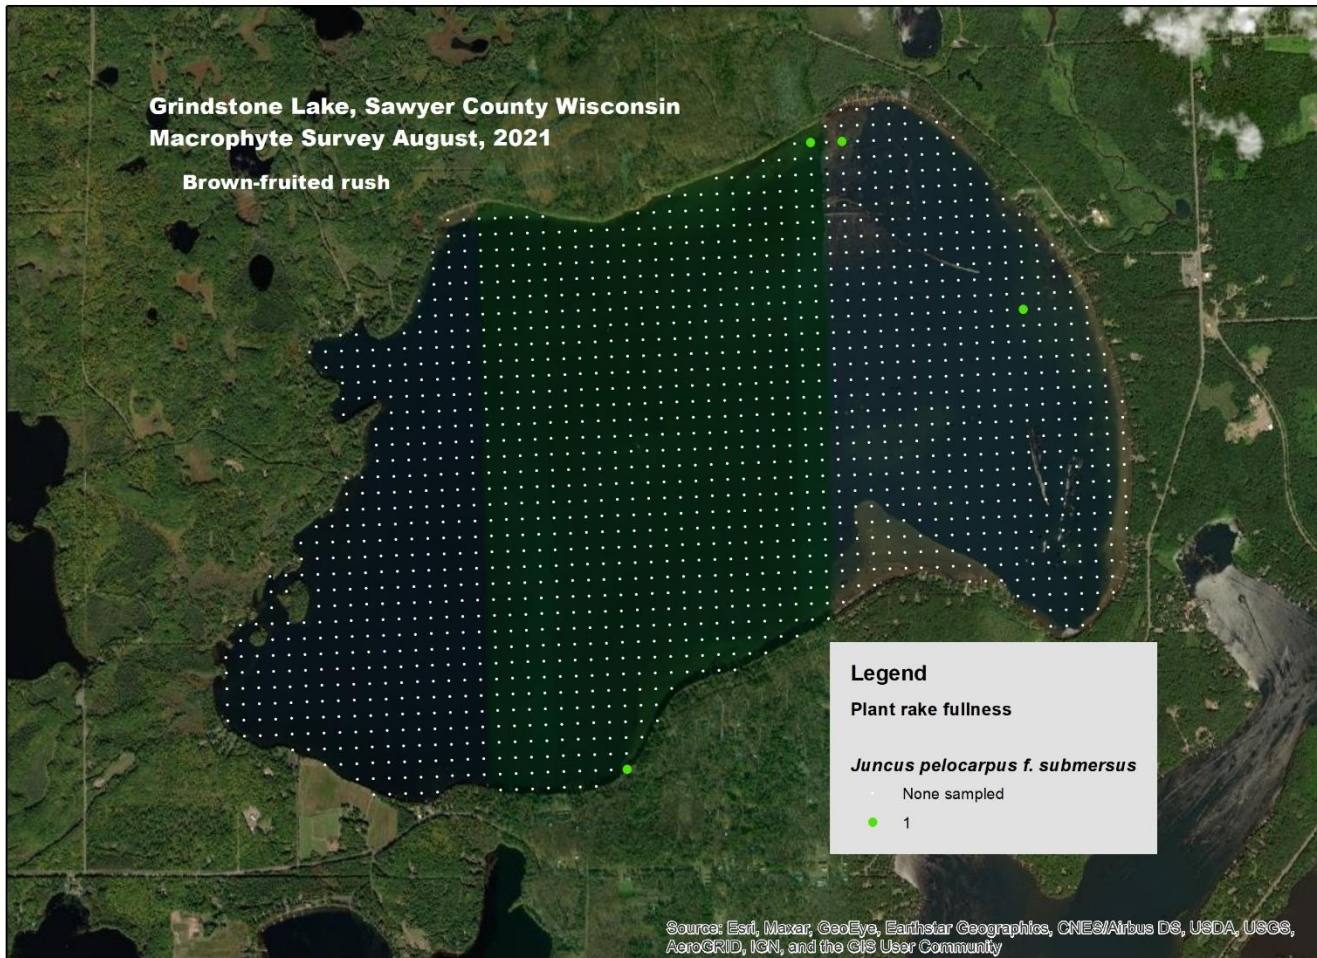 Grindstone Lake, Sawyer County Wisconsin
Macrophyte Survey August, 2021
Brown-fruited rush
Legend
Plant rake fullness
Juncus pelocarpus f. submersus
None sampled
1
Source: Esri, Maxar, GeoEye, Earthstar Geographics, CNES/Airbus DS, USDA, USGS,
AeroGRID, IGN, and the GIS User Community